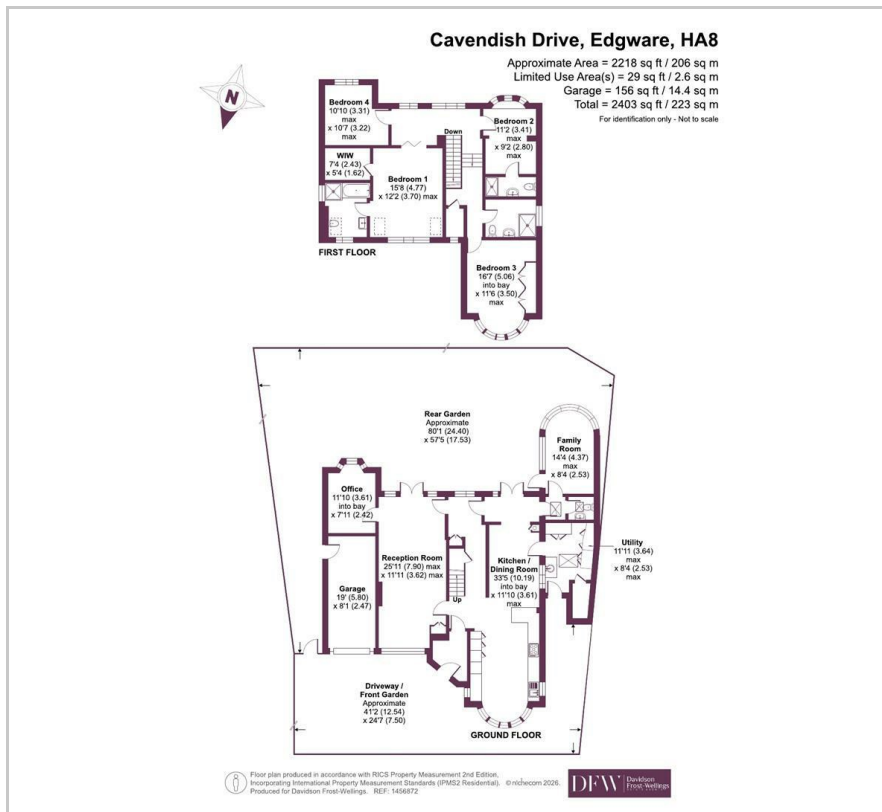 Cavendish Drive, Edgware, HA8
Approximate Area = 2218 sq ft / 206 sq m
Limited Use Area(s) = 29 sq ft / 2.6 sq m
Garage = 156 sq ft / 14.4 sq m
Total = 2403 sq ft / 223 sq m
For identification only - Not to scale
N
Bedroom 4
10'10 (3.31)
max
x 10'7 (3.22)
max
Down
Bedroom 2
11'2 (3.41)
max
x 9'2 (2.80)
max
WIW
7'4 (2.43)
x 5'4 (1.62)
Bedroom 1
15'8 (4.77)
x 12'2 (3.70) max
FIRST FLOOR
Bedroom 3
16'7 (5.06)
into bay
x 11'6 (3.50)
max
Rear Garden
Approximate
80'1 (24.40)
x 57'5 (17.53)
Family
Room
14'4 (4.37)
max
x 8'4 (2.53)
Office
11'10 (3.61)
into bay
x 7'11 (2.42)
Reception Room
25'11 (7.90) max
x 11'11 (3.62) max
Kitchen /
Dining Room
33'5 (10.19)
into bay
x 11'10 (3.61)
max
Utility
11'11 (3.64)
max
x 8'4 (2.53)
max
Garage
19' (5.80)
x 8'1 (2.47)
Up
Driveway /
Front Garden
Approximate
41'2 (12.54)
x 24'7 (7.50)
GROUND FLOOR
Floor plan produced in accordance with RICS Property Measurement 2nd Edition,
Incorporating International Property Measurement Standards (IPMS2 Residential). © nichecom 2026.
Produced for Davidson Frost-Wellings. REF: 1456872
DFW
Davidson
Frost-Wellings